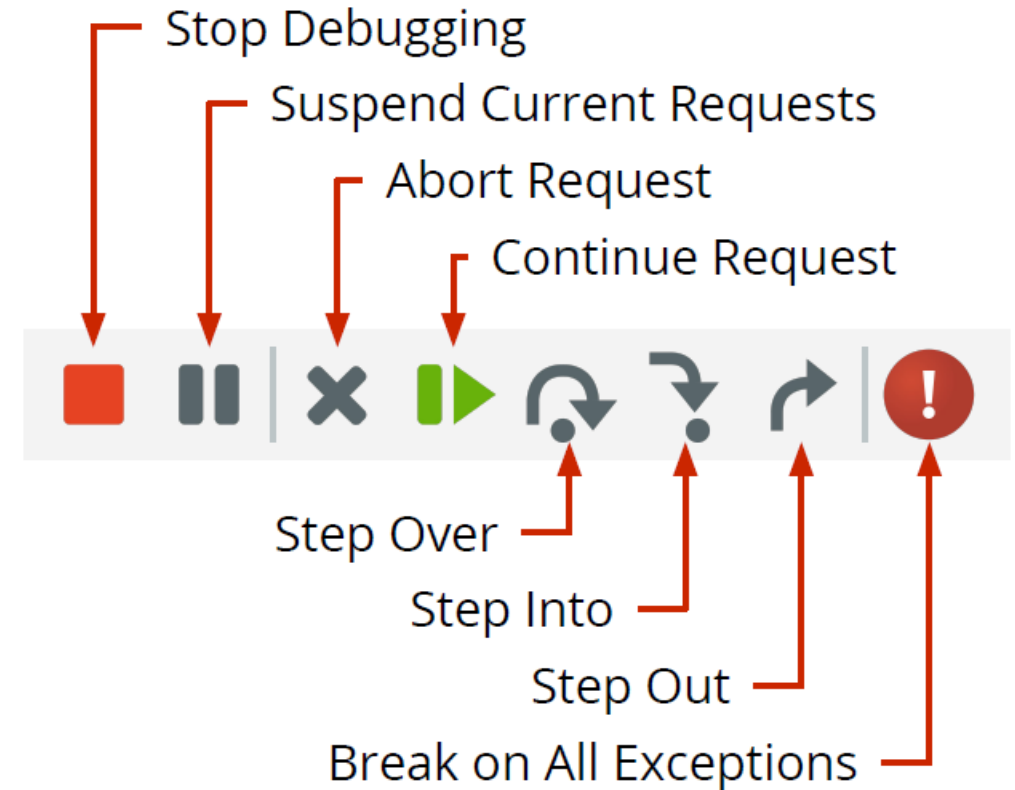 Stop Debugging
Suspend Current Requests
Abort Request
Continue Request
!
Step Over
Step Into
Step Out
Break on All Exceptions